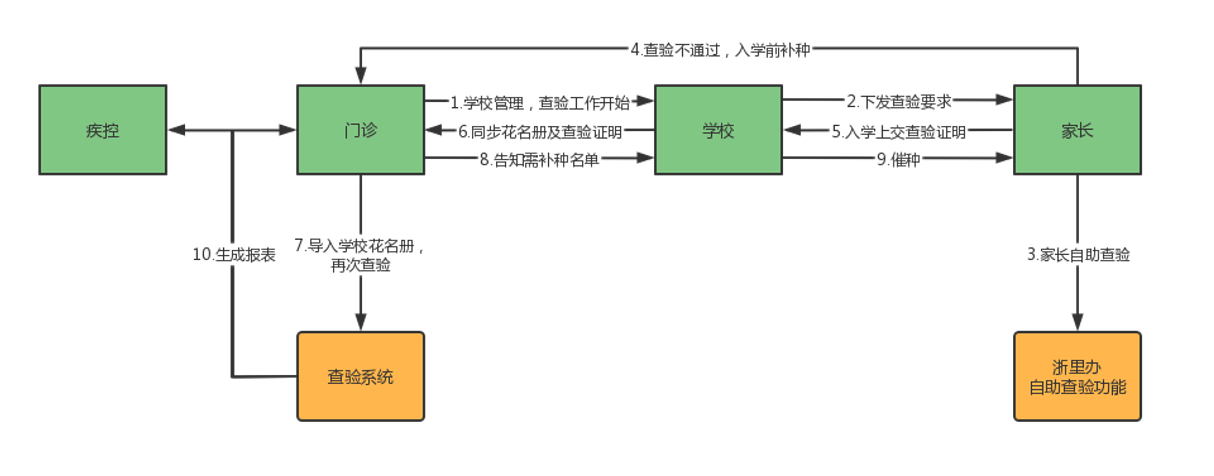 4.查验不通过，入学前补种
疾控
门诊
1.学校管理，查验工作开始
6.同步花名册及查验证明
8.告知需补种名单
学校
2.下发查验要求
5.入学上交查验证明
9.催种
家长
10.生成报表
7.导入学校花名册，
再次查验
3.家长自助查验
查验系统
浙里办
自助查验功能